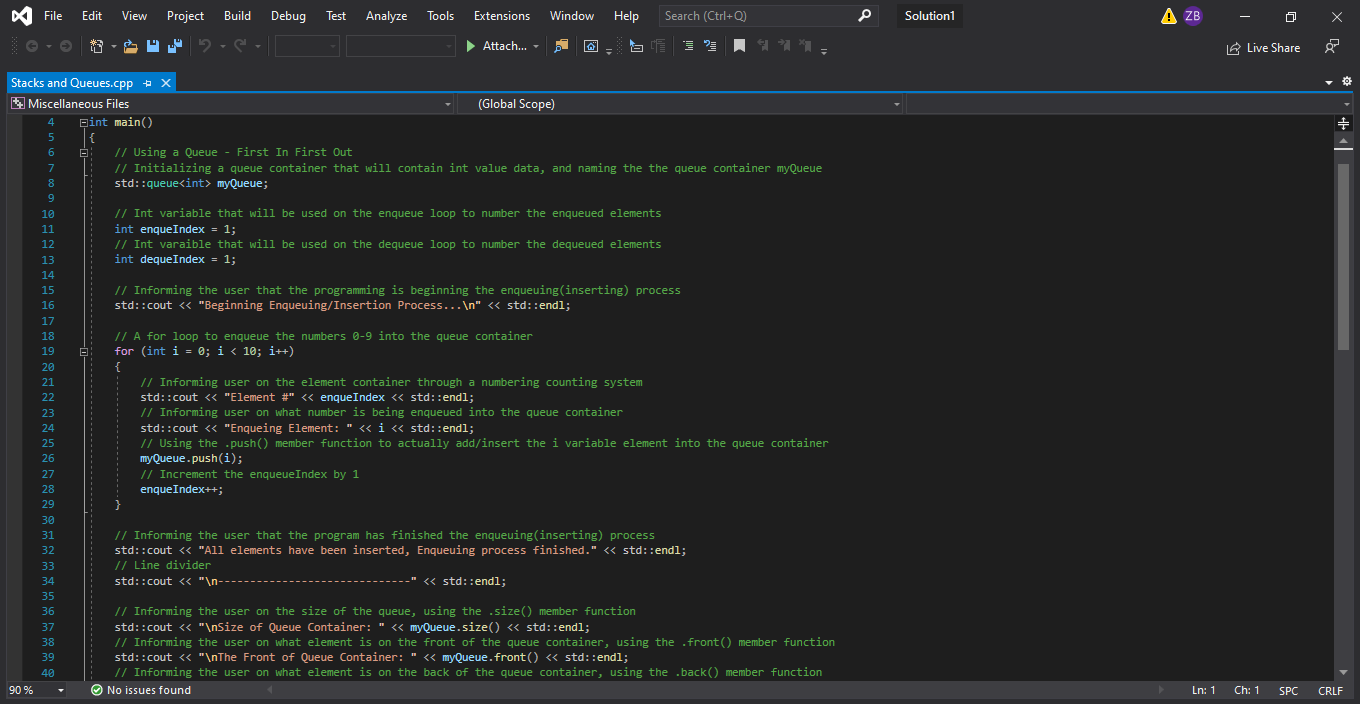 File Edit View Project Build Debug Test Analyze Tools Extensions Window Help Search (Ctrl+Q) Solution1 ZB
Attach... Live Share
Stacks and Queues.cpp
Miscellaneous Files (Global Scope)
4 int main()
5 {
6 // Using a Queue - First In First Out
7 // Initializing a queue container that will contain int value data, and naming the the queue container myQueue
8 std::queue<int> myQueue;
9
10 // Int variable that will be used on the enqueue loop to number the enqueued elements
11 int enqueIndex = 1;
12 // Int varaible that will be used on the dequeue loop to number the dequeued elements
13 int dequeIndex = 1;
14
15 // Informing the user that the programming is beginning the enqueuing(inserting) process
16 std::cout << "Beginning Enqueuing/Insertion Process...\n" << std::endl;
17
18 // A for loop to enqueue the numbers 0-9 into the queue container
19 for (int i = 0; i < 10; i++)
20 {
21 // Informing user on the element container through a numbering counting system
22 std::cout << "Element #" << enqueIndex << std::endl;
23 // Informing user on what number is being enqueued into the queue container
24 std::cout << "Enqueing Element: " << i << std::endl;
25 // Using the .push() member function to actually add/insert the i variable element into the queue container
26 myQueue.push(i);
27 // Increment the enqueueIndex by 1
28 enqueIndex++;
29 }
30
31 // Informing the user that the program has finished the enqueuing(inserting) process
32 std::cout << "All elements have been inserted, Enqueuing process finished." << std::endl;
33 // Line divider
34 std::cout << "\n------------------------------" << std::endl;
35
36 // Informing the user on the size of the queue, using the .size() member function
37 std::cout << "\nSize of Queue Container: " << myQueue.size() << std::endl;
38 // Informing the user on what element is on the front of the queue container, using the .front() member function
39 std::cout << "\nThe Front of Queue Container: " << myQueue.front() << std::endl;
40 // Informing the user on what element is on the back of the queue container, using the .back() member function
90 % No issues found Ln: 1 Ch: 1 SPC CRLF